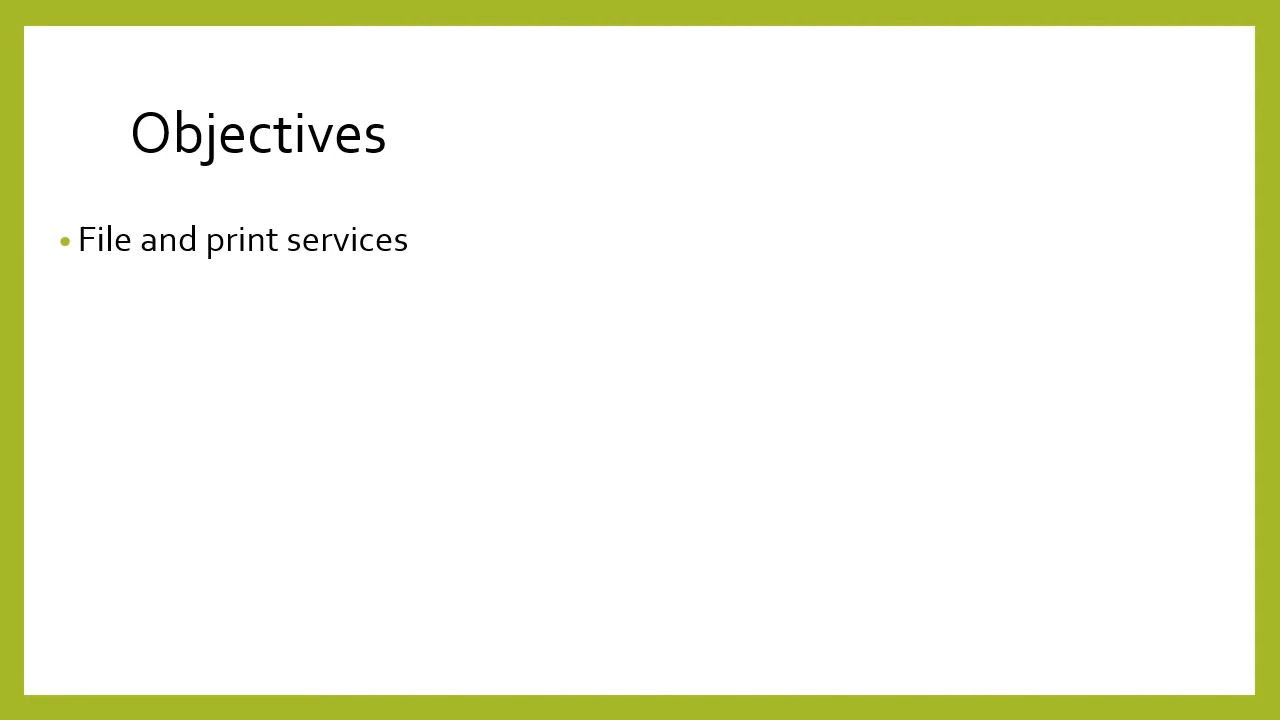 Objectives
• File and print services